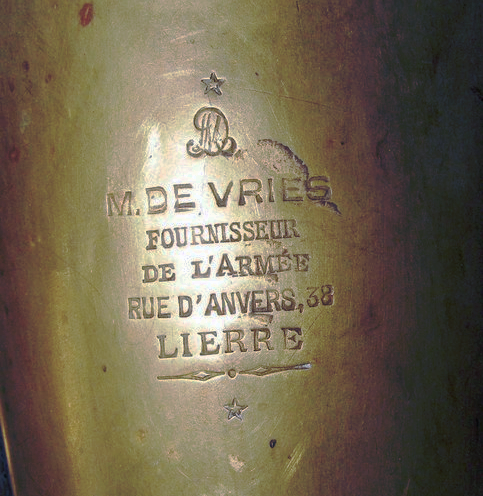 M. DE VRIES
FOURNISSEUR
DE L'ARMÉE
RUE D'ANVERS, 38
LIERRE